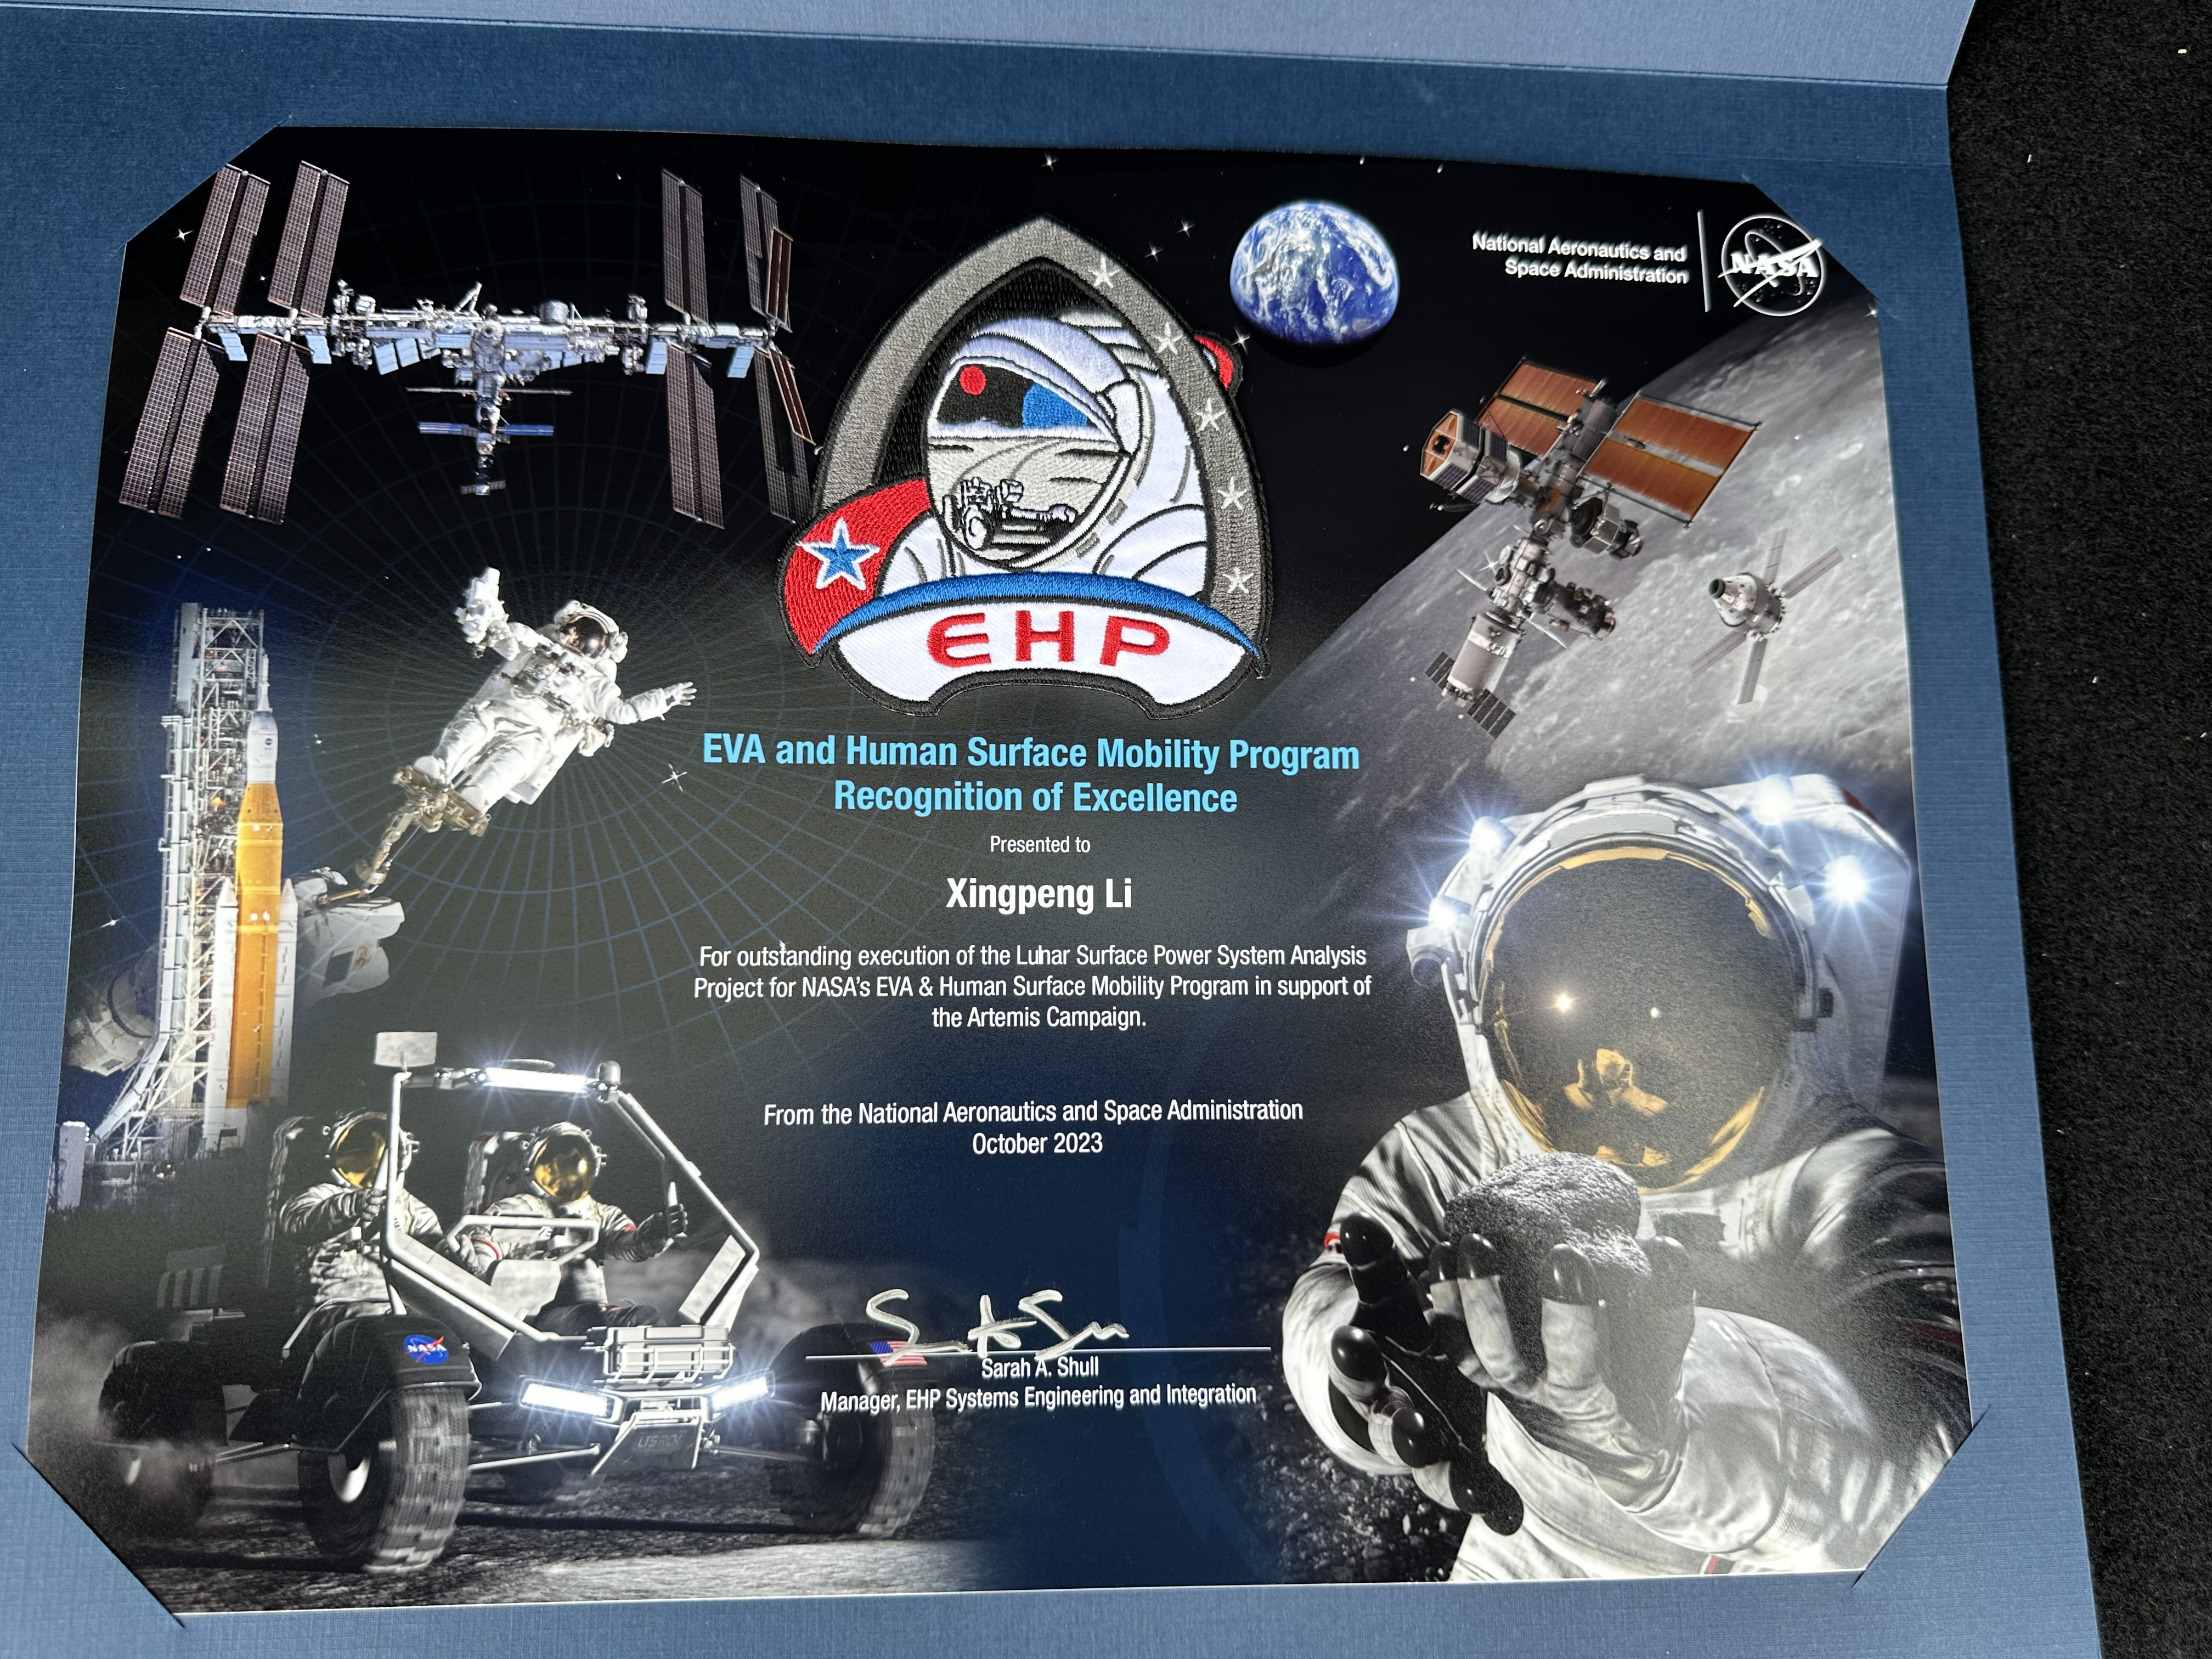 National Aeronautics and
Space Administration
NASA
EHP
EVA and Human Surface Mobility Program
Recognition of Excellence
Presented to
Xingpeng Li
For outstanding execution of the Lunar Surface Power System Analysis
Project for NASA's EVA & Human Surface Mobility Program in support of
the Artemis Campaign.
From the National Aeronautics and Space Administration
October 2023
Sarah A. Shull
Manager, EHP Systems Engineering and Integration
NASA